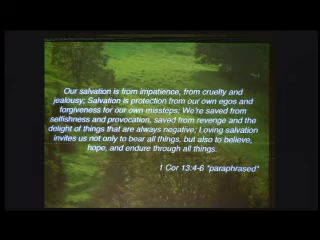 Our salvation is from impatience, from cruelty and
jealousy; Salvation is protection from our own egos and
forgiveness for our own missteps; We're saved from
selfishness and provocation, saved from revenge and the
delight of things that are always negative; Loving salvation
invites us not only to bear all things, but also to believe,
hope, and endure through all things.
1 Cor 13:4-6 *paraphrased*